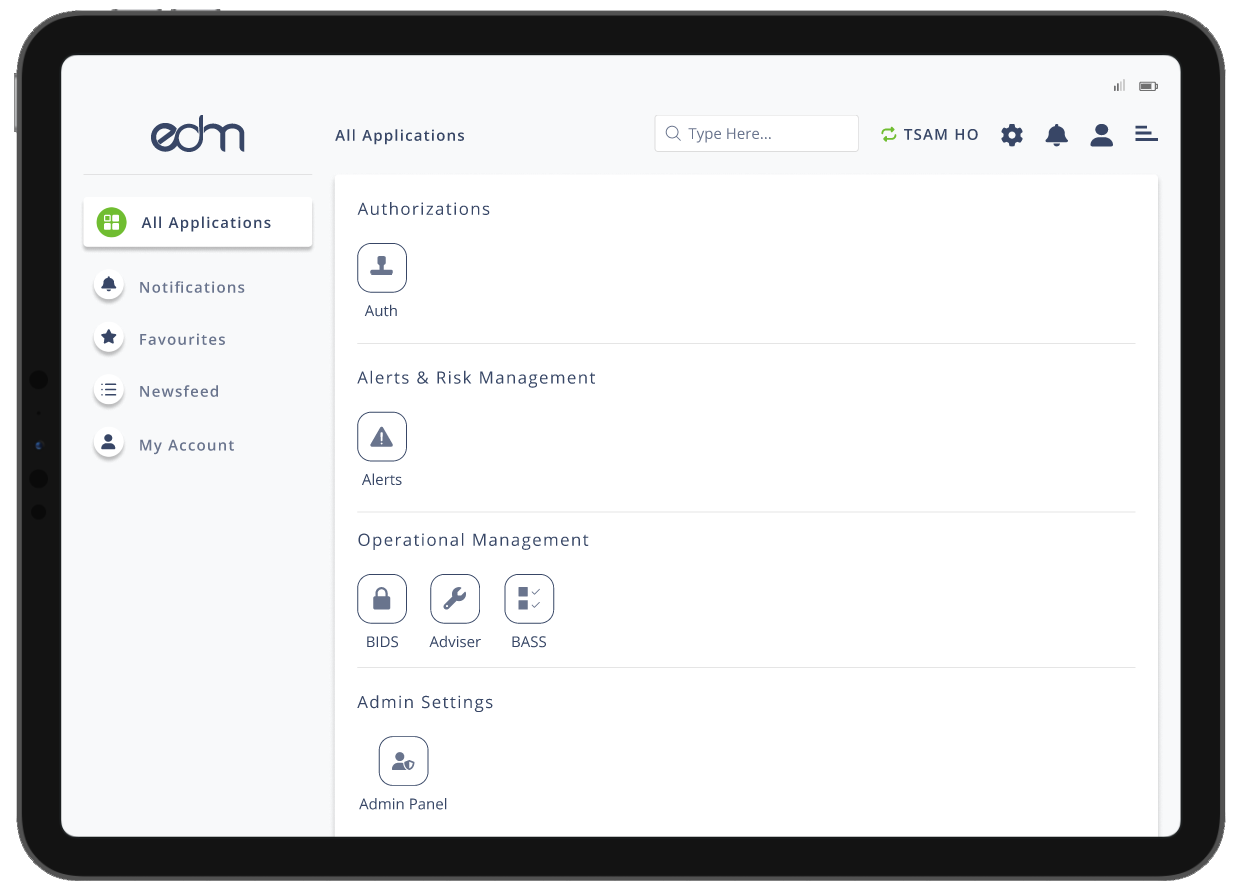 edm
All Applications
Type Here...
TSAM HO
All Applications
Notifications
Favourites
Newsfeed
My Account
Authorizations
Auth
Alerts & Risk Management
Alerts
Operational Management
BIDS Adviser BASS
Admin Settings
Admin Panel